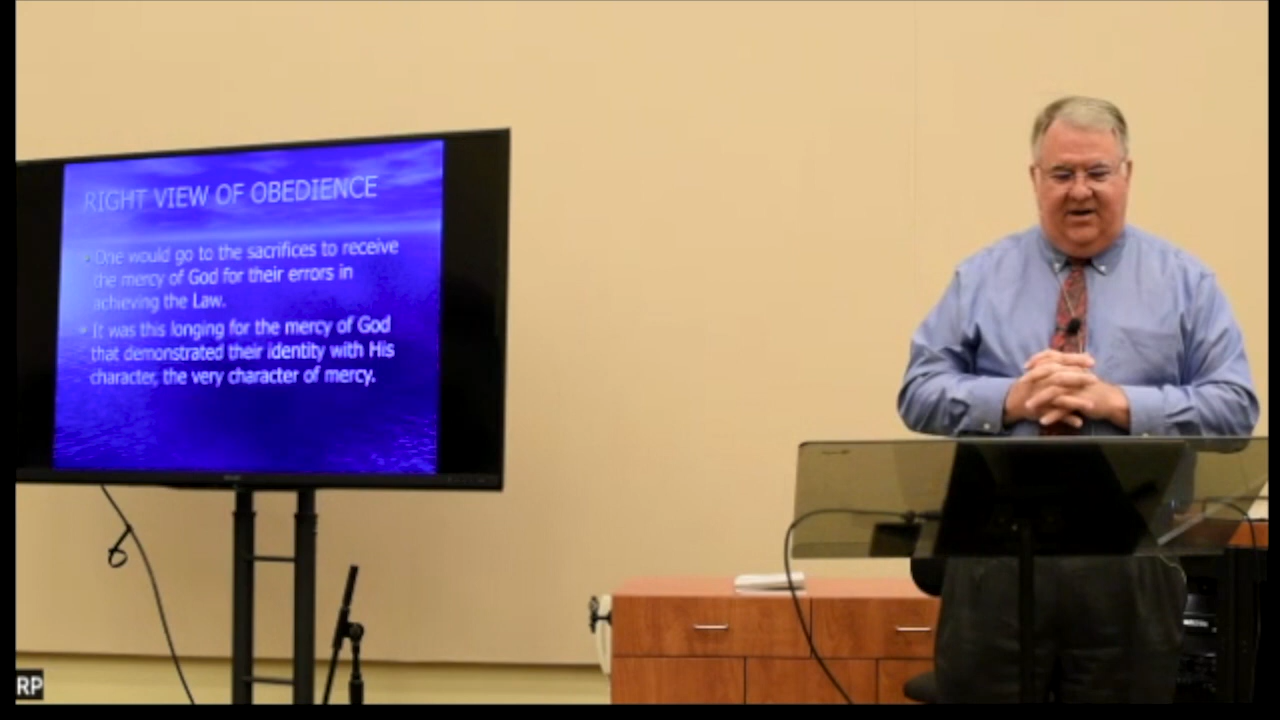 RIGHT VIEW OF OBEDIENCE
One would go to the sacrifices to receive
the mercy of God for their errors in
achieving the Law.
It was this longing for the mercy of God
that demonstrated their identity with His
character, the very character of mercy.
RP